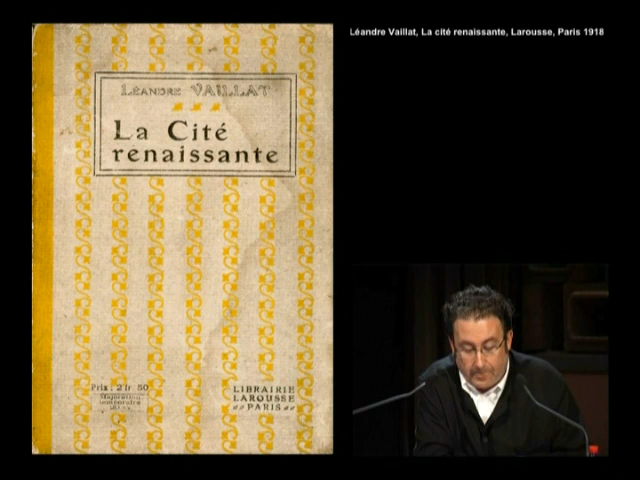 Léandre Vaillat, La cité renaissante, Larousse, Paris 1918
LÉANDRE VAILLAT
La Cité
renaissante
Prix : 2 fr 50
LIBRAIRIE
LAROUSSE
PARIS